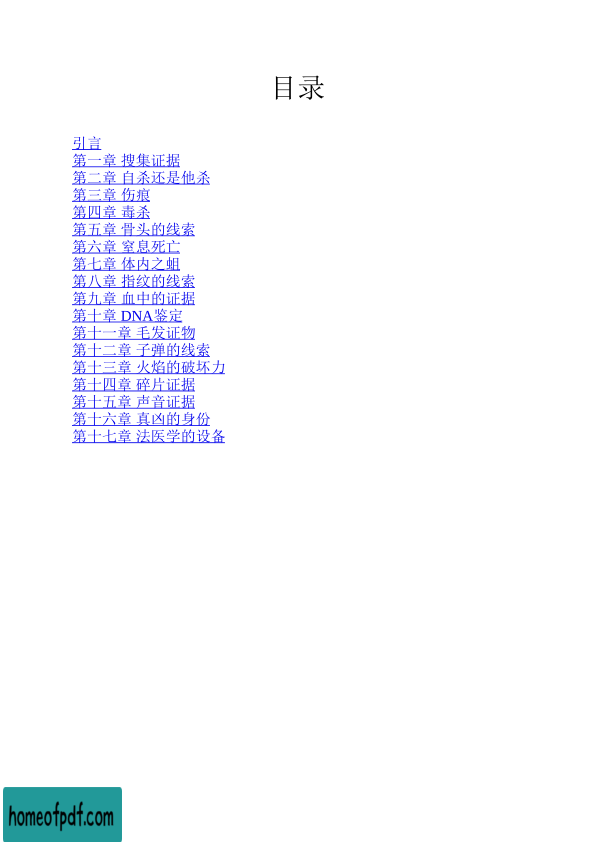 目录
引言
第一章 搜集证据
第二章 自杀还是他杀
第三章 伤痕
第四章 毒杀
第五章 骨头的线索
第六章 窒息死亡
第七章 体内之蛆
第八章 指纹的线索
第九章 血中的证据
第十章 DNA鉴定
第十一章 毛发证物
第十二章 子弹的线索
第十三章 火焰的破坏力
第十四章 碎片证据
第十五章 声音证据
第十六章 真凶的身份
第十七章 法医学的设备
homeofpdf.com